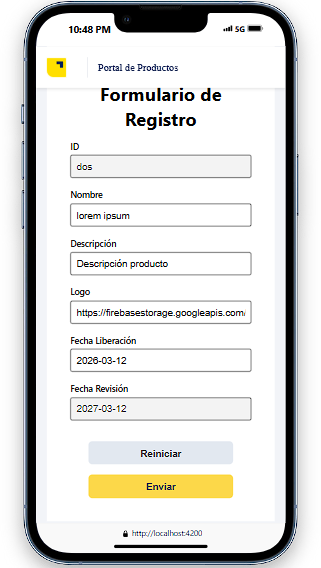 10:48 PM
5G
Portal de Productos
Formulario de
Registro
ID
dos
Nombre
lorem ipsum
Descripción
Descripción producto
Logo
https://firebasestorage.googleapis.com/
Fecha Liberación
2026-03-12
Fecha Revisión
2027-03-12
Reiniciar
Enviar
http://localhost:4200